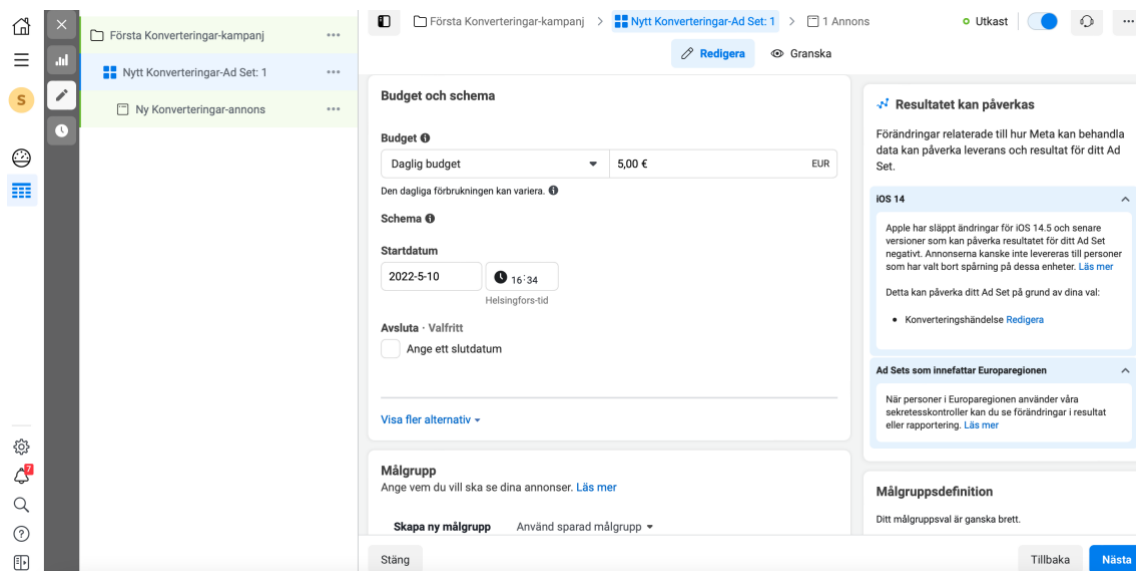 Första Konverteringar-kampanj
Nytt Konverteringar-Ad Set: 1
Ny Konverteringar-annons
S
7
Första Konverteringar-kampanj > Nytt Konverteringar-Ad Set: 1 > 1 Annons
Utkast
Redigera
Granska
Budget och schema
Budget
Daglig budget
5,00 €
EUR
Den dagliga förbrukningen kan variera.
Schema
Startdatum
2022-5-10
16:34
Helsingfors-tid
Avsluta · Valfritt
Ange ett slutdatum
Visa fler alternativ
Målgrupp
Ange vem du vill ska se dina annonser. Läs mer
Skapa ny målgrupp
Använd sparad målgrupp
Resultatet kan påverkas
Förändringar relaterade till hur Meta kan behandla
data kan påverka leverans och resultat för ditt Ad
Set.
iOS 14
Apple har släppt ändringar för iOS 14.5 och senare
versioner som kan påverka resultatet för ditt Ad Set
negativt. Annonserna kanske inte levereras till personer
som har valt bort spårning på dessa enheter. Läs mer
Detta kan påverka ditt Ad Set på grund av dina val:
• Konverteringshändelse Redigera
Ad Sets som innefattar Europaregionen
När personer i Europaregionen använder våra
sekretesskontroller kan du se förändringar i resultat
eller rapportering. Läs mer
Målgruppsdefinition
Ditt målgruppsval är ganska brett.
Stäng
Tillbaka
Nästa